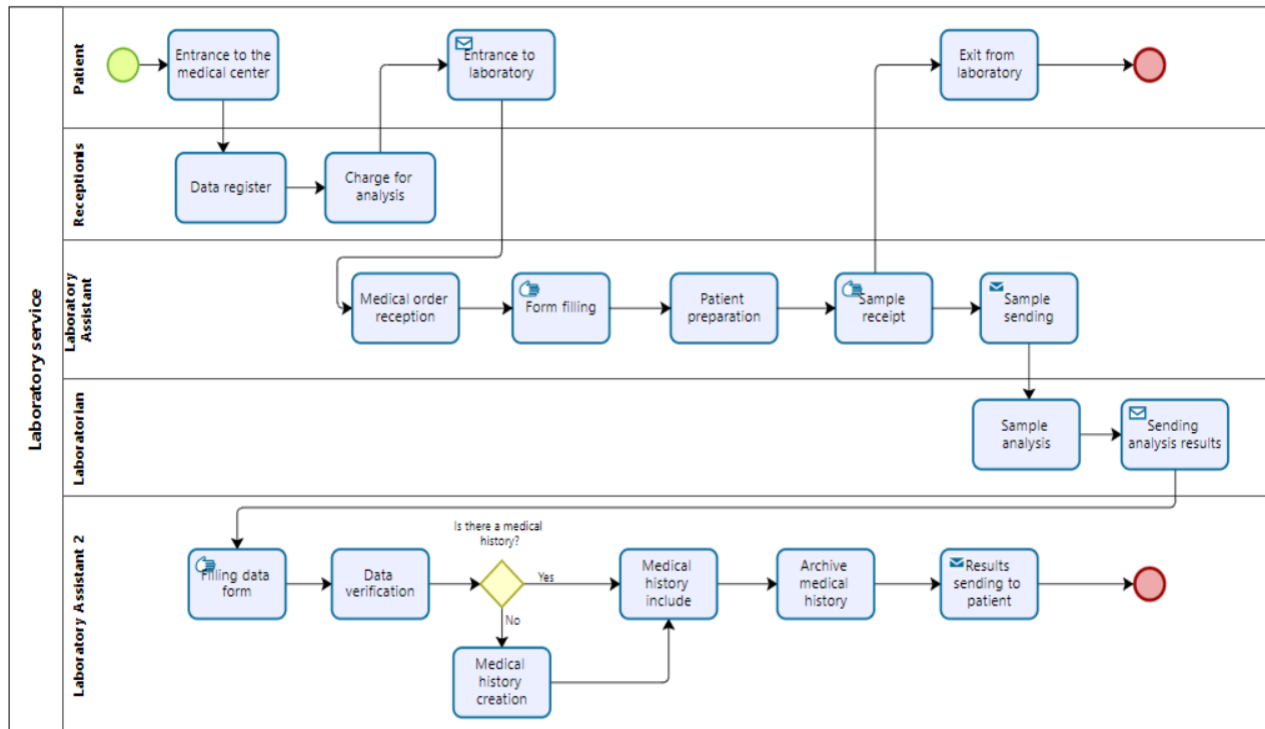 Laboratory service
Patient
Entrance to the
medical center
Entrance to
laboratory
Exit from
laboratory
Receptionis
Data register
Charge for
analysis
Laboratory
Assistant
Medical order
reception
Form filling
Patient
preparation
Sample
receipt
Sample
sending
Laboratorian
Sample
analysis
Sending
analysis results
Laboratory Assistant 2
Filling data
form
Data
verification
Is there a medical
history?
Yes
No
Medical
history
creation
Medical
history
include
Archive
medical
history
Results
sending to
patient